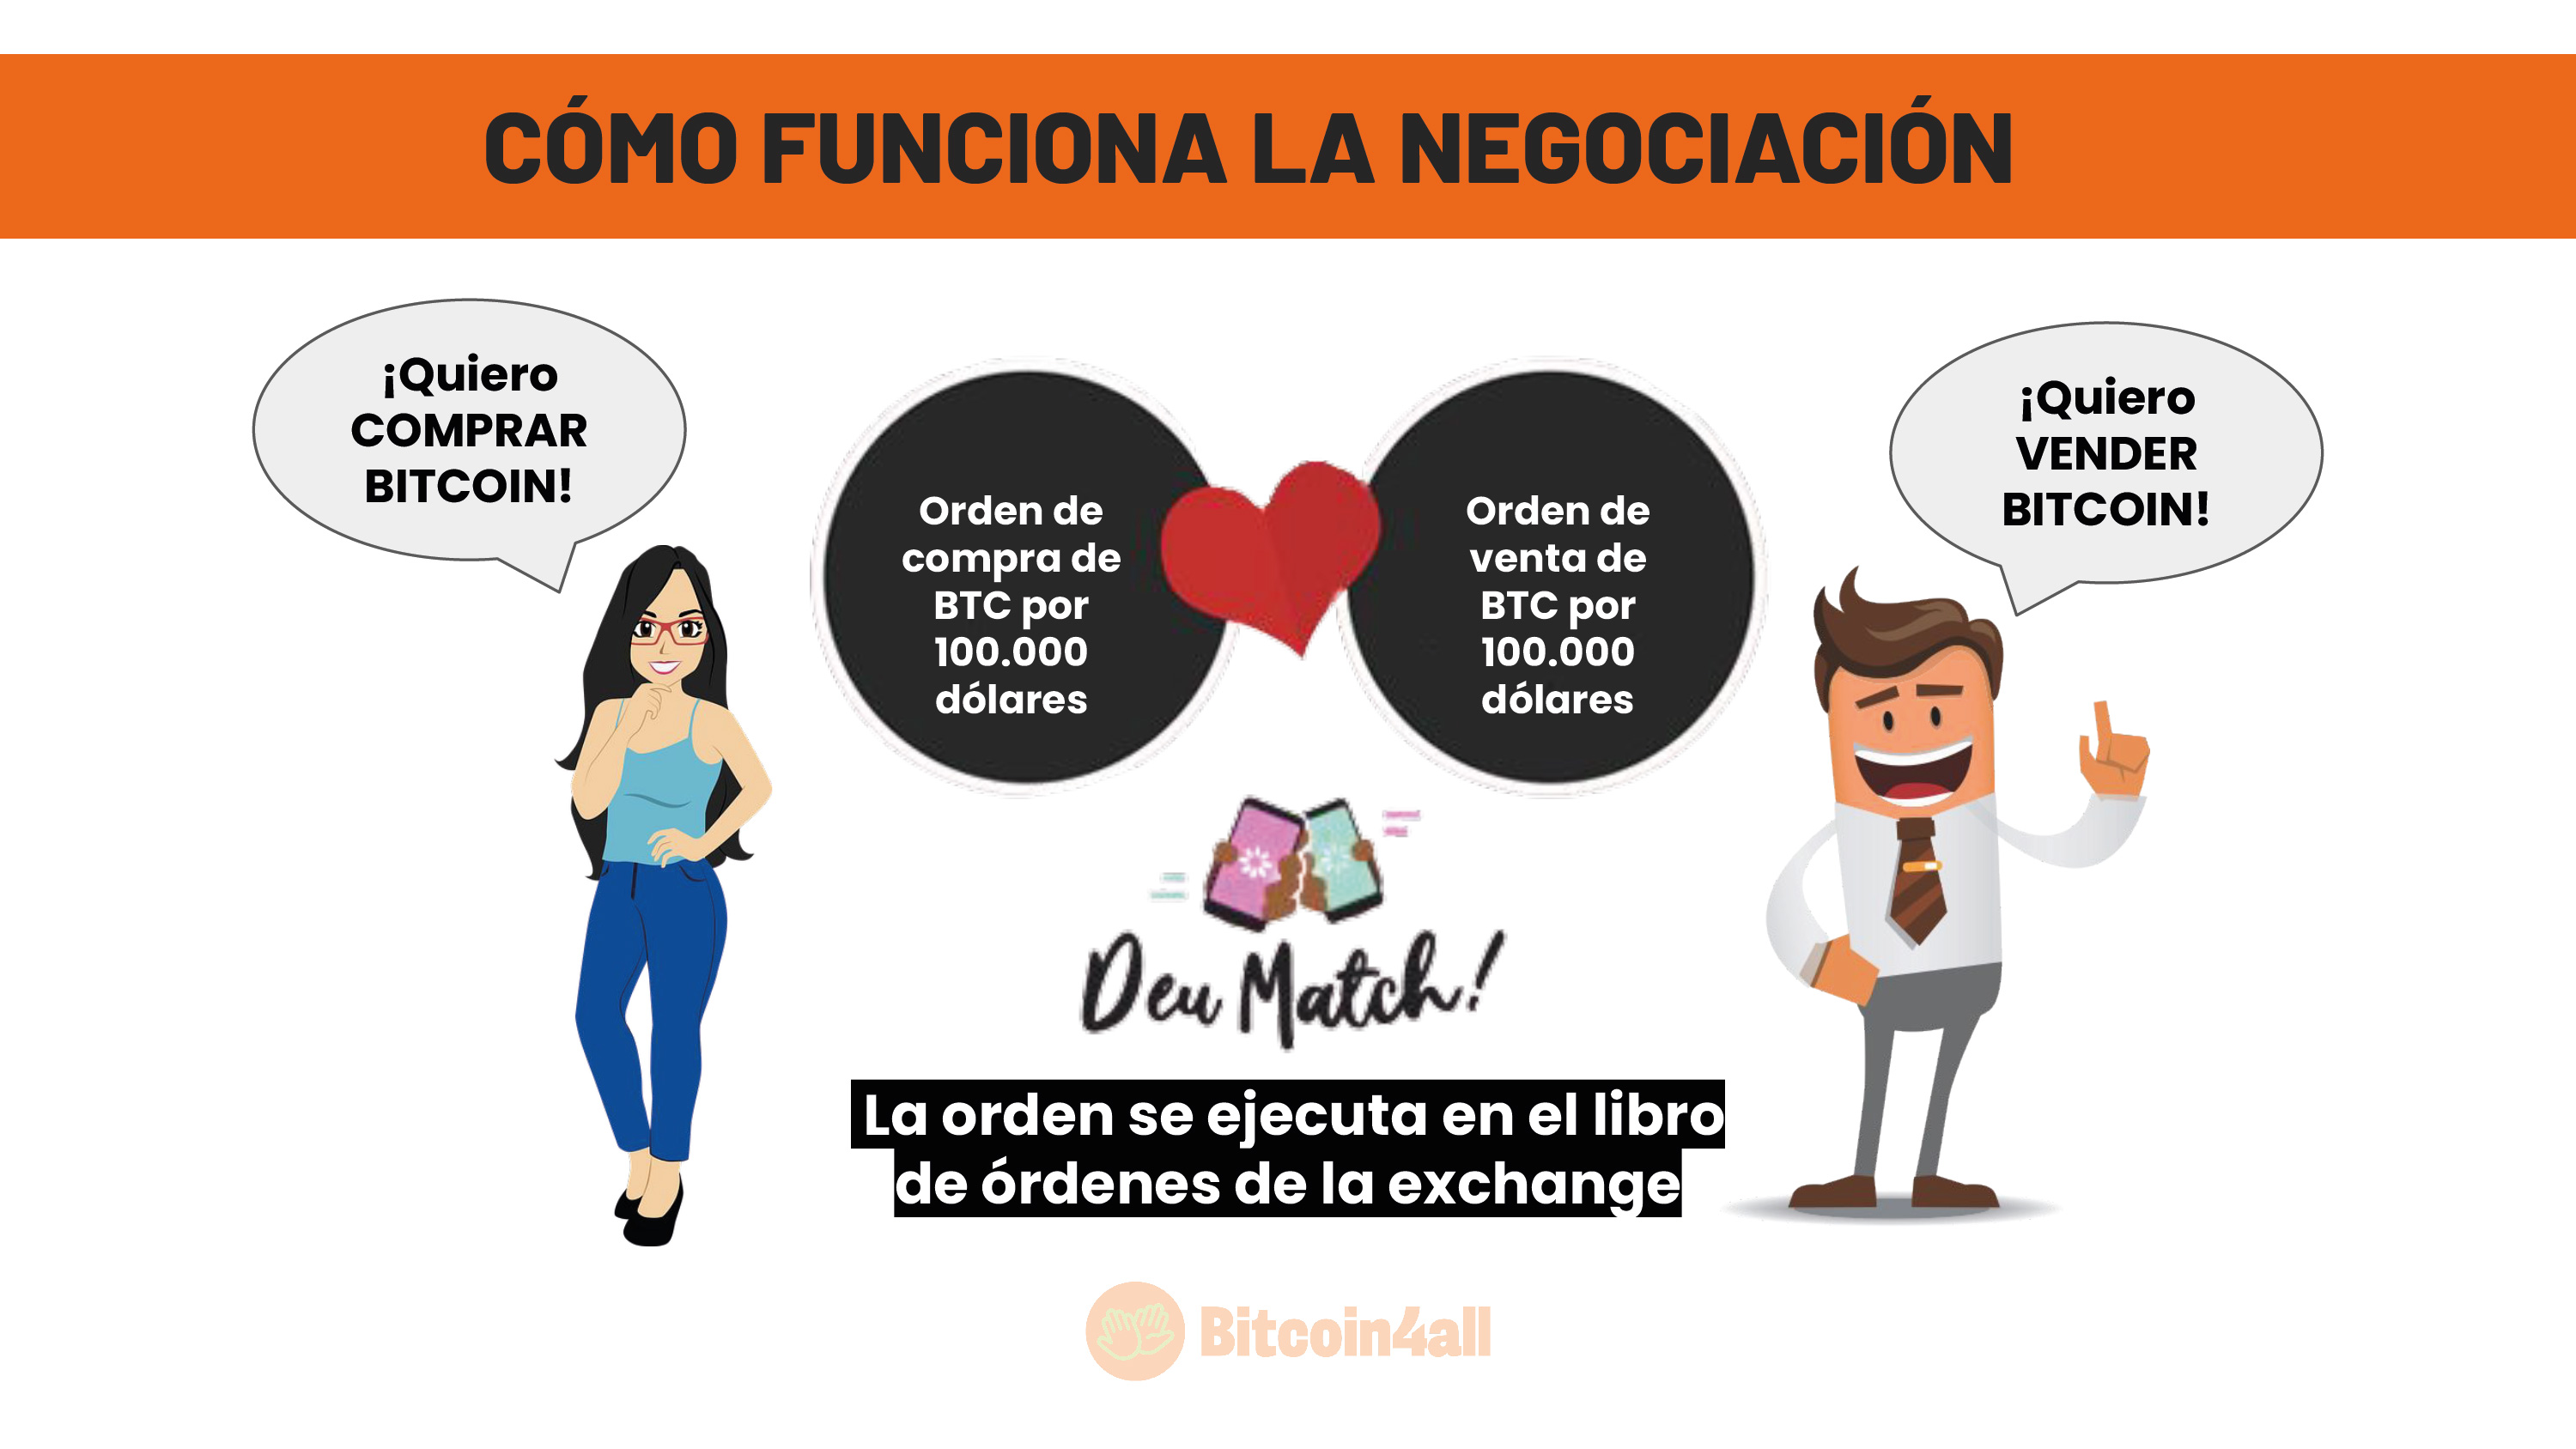 CÓMO FUNCIONA LA NEGOCIACIÓN
¡Quiero
COMPRAR
BITCOIN!
Orden de
compra de
BTC por
100.000
dólares
Orden de
venta de
BTC por
100.000
dólares
¡Quiero
VENDER
BITCOIN!
Deu Match!
La orden se ejecuta en el libro
de órdenes de la exchange
Bitcoin4all